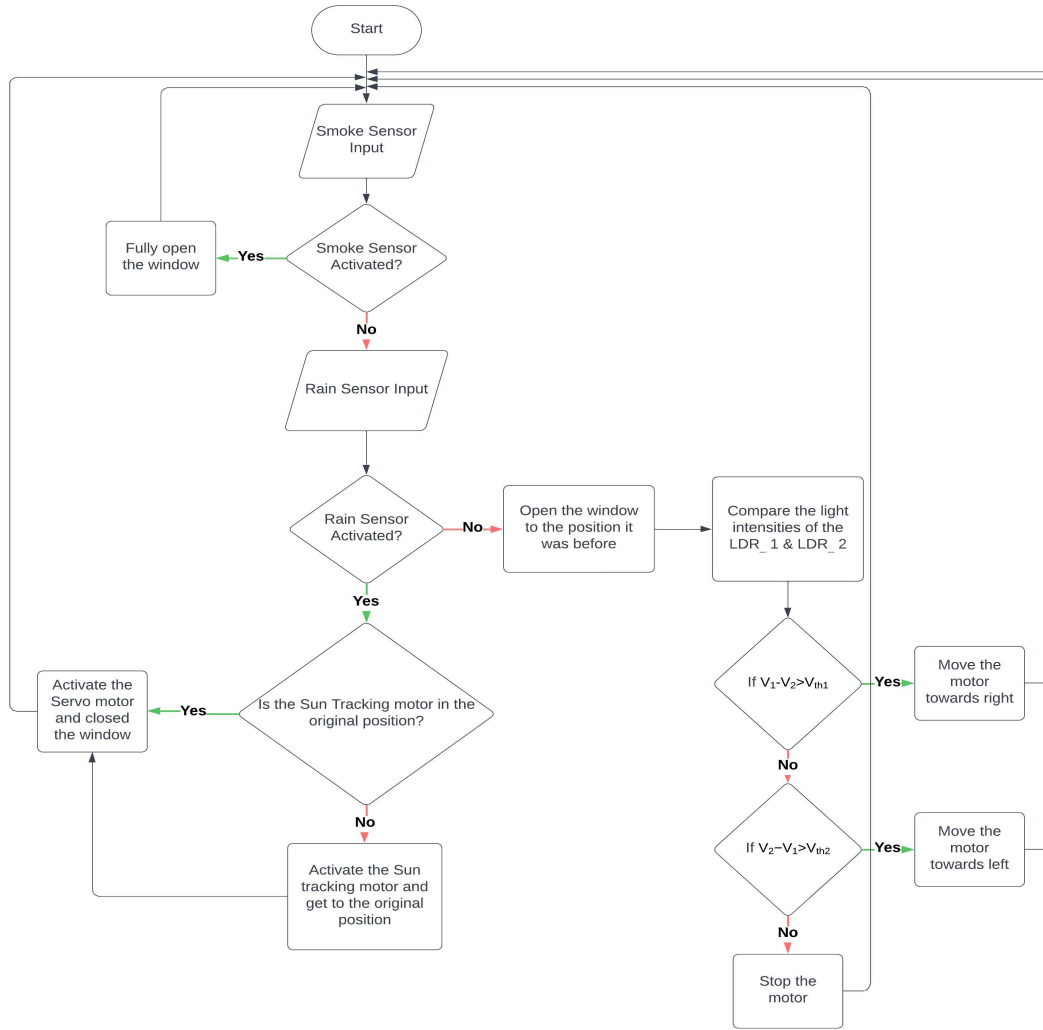 Start
Smoke Sensor
Input
Smoke Sensor
Activated?
Yes
Fully open
the window
No
Rain Sensor Input
Rain Sensor
Activated?
No
Open the window
to the position it
was before
Compare the light
intensities of the
LDR_ 1 & LDR_ 2
Yes
Is the Sun Tracking motor in the
original position?
Yes
Activate the
Servo motor
and closed
the window
No
Activate the Sun
tracking motor and
get to the original
position
If V₁-V₂>Vth1
Yes
Move the
motor
towards right
No
If V₂−V₁>Vth2
Yes
Move the
motor
towards left
No
Stop the
motor